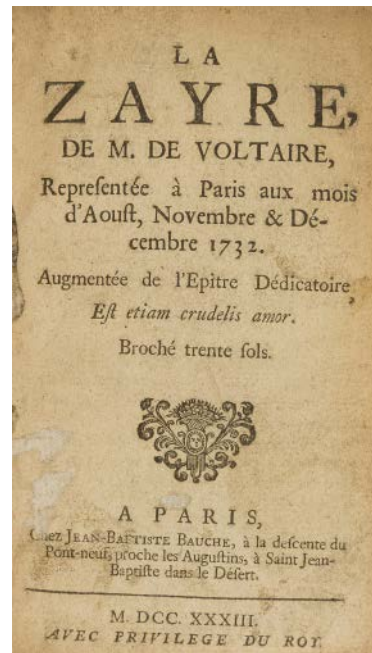 LA
ZAYRE,
DE M. DE VOLTAIRE,
Repreſentée à Paris aux mois
d'Aouſt, Novembre & Dé-
cembre 1732.
Augmentée de l'Epître Dédicatoire
Eſt etiam crudelis amor.
Broché trente ſols.
A PARIS,
Chez JEAN-BAPTISTE BAUCHE, à la deſcente du
Pont-neuf, proche les Auguſtins, à Saint Jean-
Baptiſte dans le Déſert.
M. DCC. XXXIII.
AVEC PRIVILEGE DU ROY.